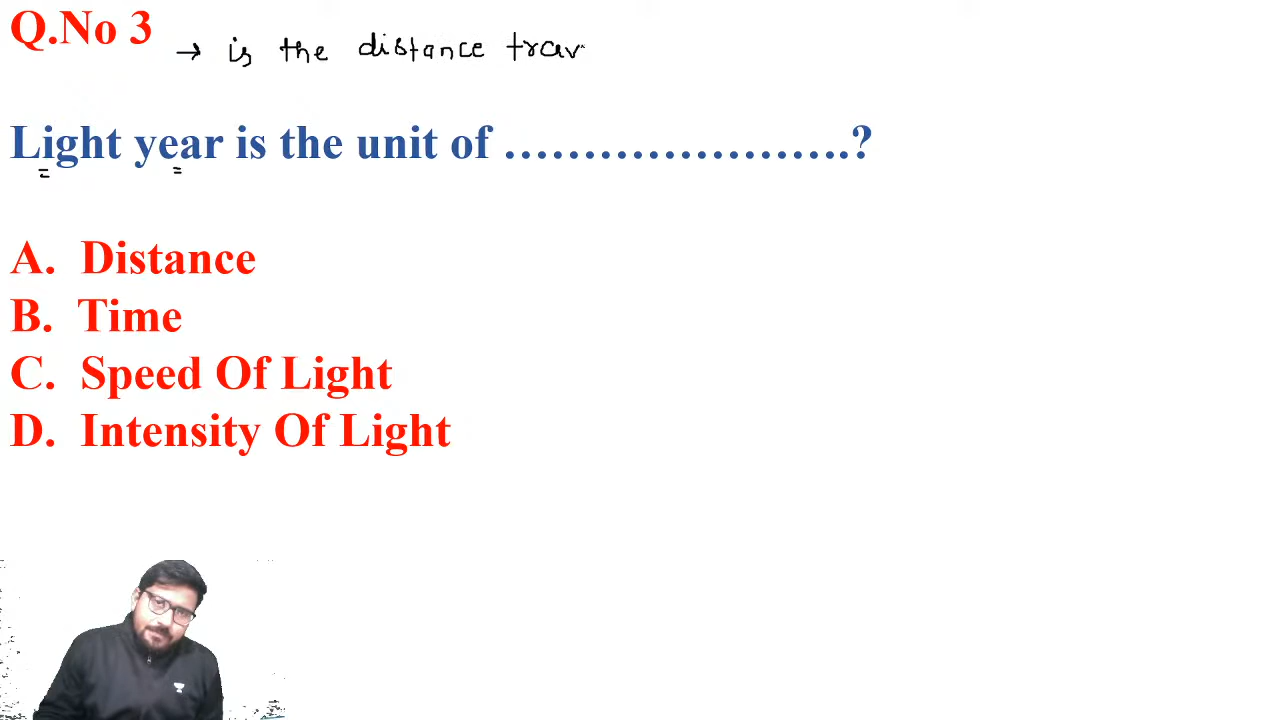 Q.No 3
→ is the distance trav
Light year is the unit of …………………….?
A. Distance
B. Time
C. Speed Of Light
D. Intensity Of Light